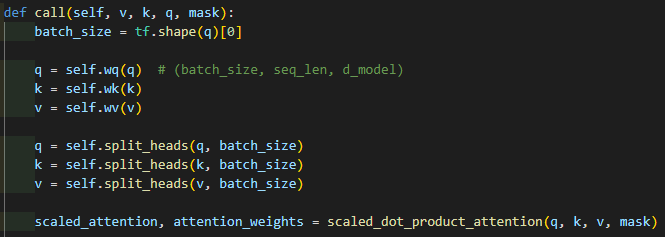 def call(self, v, k, q, mask):
    batch_size = tf.shape(q)[0]

    q = self.wq(q)  # (batch_size, seq_len, d_model)
    k = self.wk(k)
    v = self.wv(v)

    q = self.split_heads(q, batch_size)
    k = self.split_heads(k, batch_size)
    v = self.split_heads(v, batch_size)

    scaled_attention, attention_weights = scaled_dot_product_attention(q, k, v, mask)